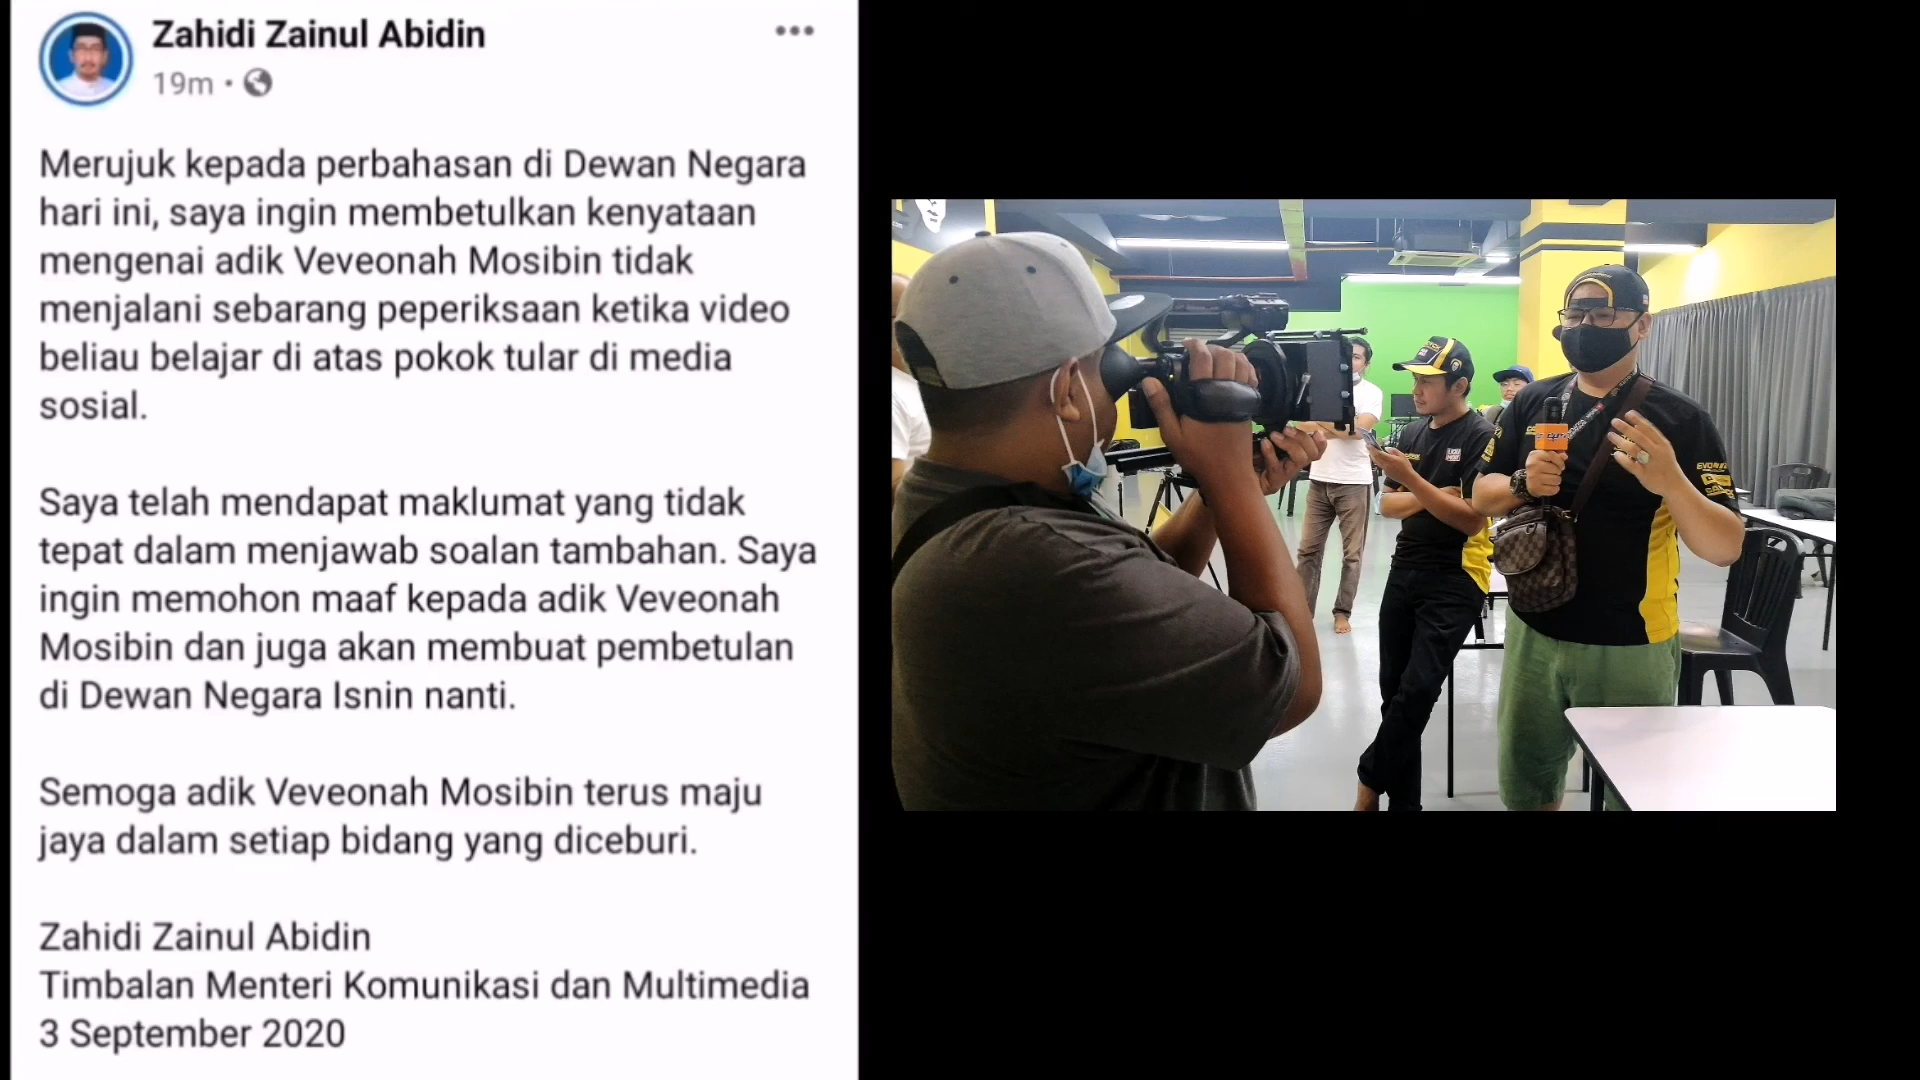 Zahidi Zainul Abidin
19m
Merujuk kepada perbahasan di Dewan Negara
hari ini, saya ingin membetulkan kenyataan
mengenai adik Veveonah Mosibin tidak
menjalani sebarang peperiksaan ketika video
beliau belajar di atas pokok tular di media
sosial.
Saya telah mendapat maklumat yang tidak
tepat dalam menjawab soalan tambahan. Saya
ingin memohon maaf kepada adik Veveonah
Mosibin dan juga akan membuat pembetulan
di Dewan Negara Isnin nanti.
Semoga adik Veveonah Mosibin terus maju
jaya dalam setiap bidang yang diceburi.
Zahidi Zainul Abidin
Timbalan Menteri Komunikasi dan Multimedia
3 September 2020